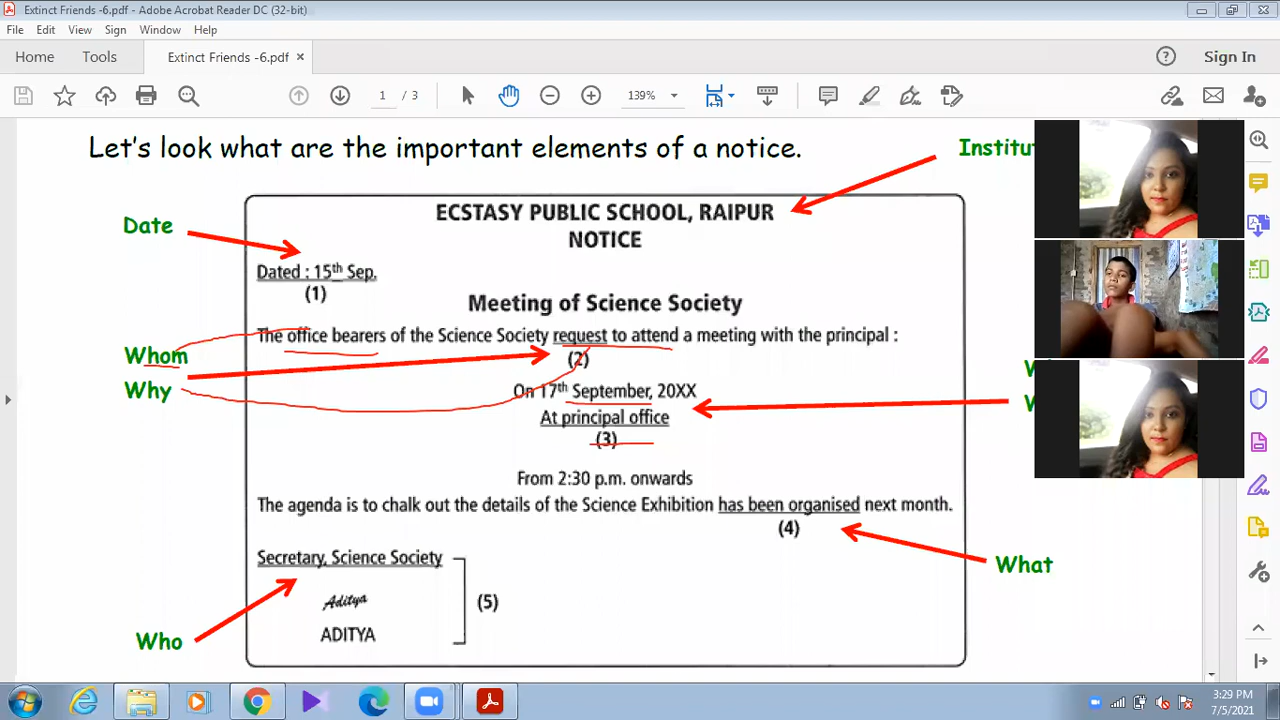 Extinct Friends -6.pdf - Adobe Acrobat Reader DC (32-bit)
File Edit View Sign Window Help
Home Tools Extinct Friends -6.pdf × Sign In
1 / 3 139%
Let's look what are the important elements of a notice.
ECSTASY PUBLIC SCHOOL, RAIPUR
NOTICE
Date
Dated : 15th Sep.
(1)
Meeting of Science Society
The office bearers of the Science Society request to attend a meeting with the principal :
Whom
(2)
Why
On 17th September, 20XX
At principal office
(3)
From 2:30 p.m. onwards
The agenda is to chalk out the details of the Science Exhibition has been organised next month.
(4)
What
Secretary, Science Society
Aditya
(5)
ADITYA
Who
3:29 PM
7/5/2021